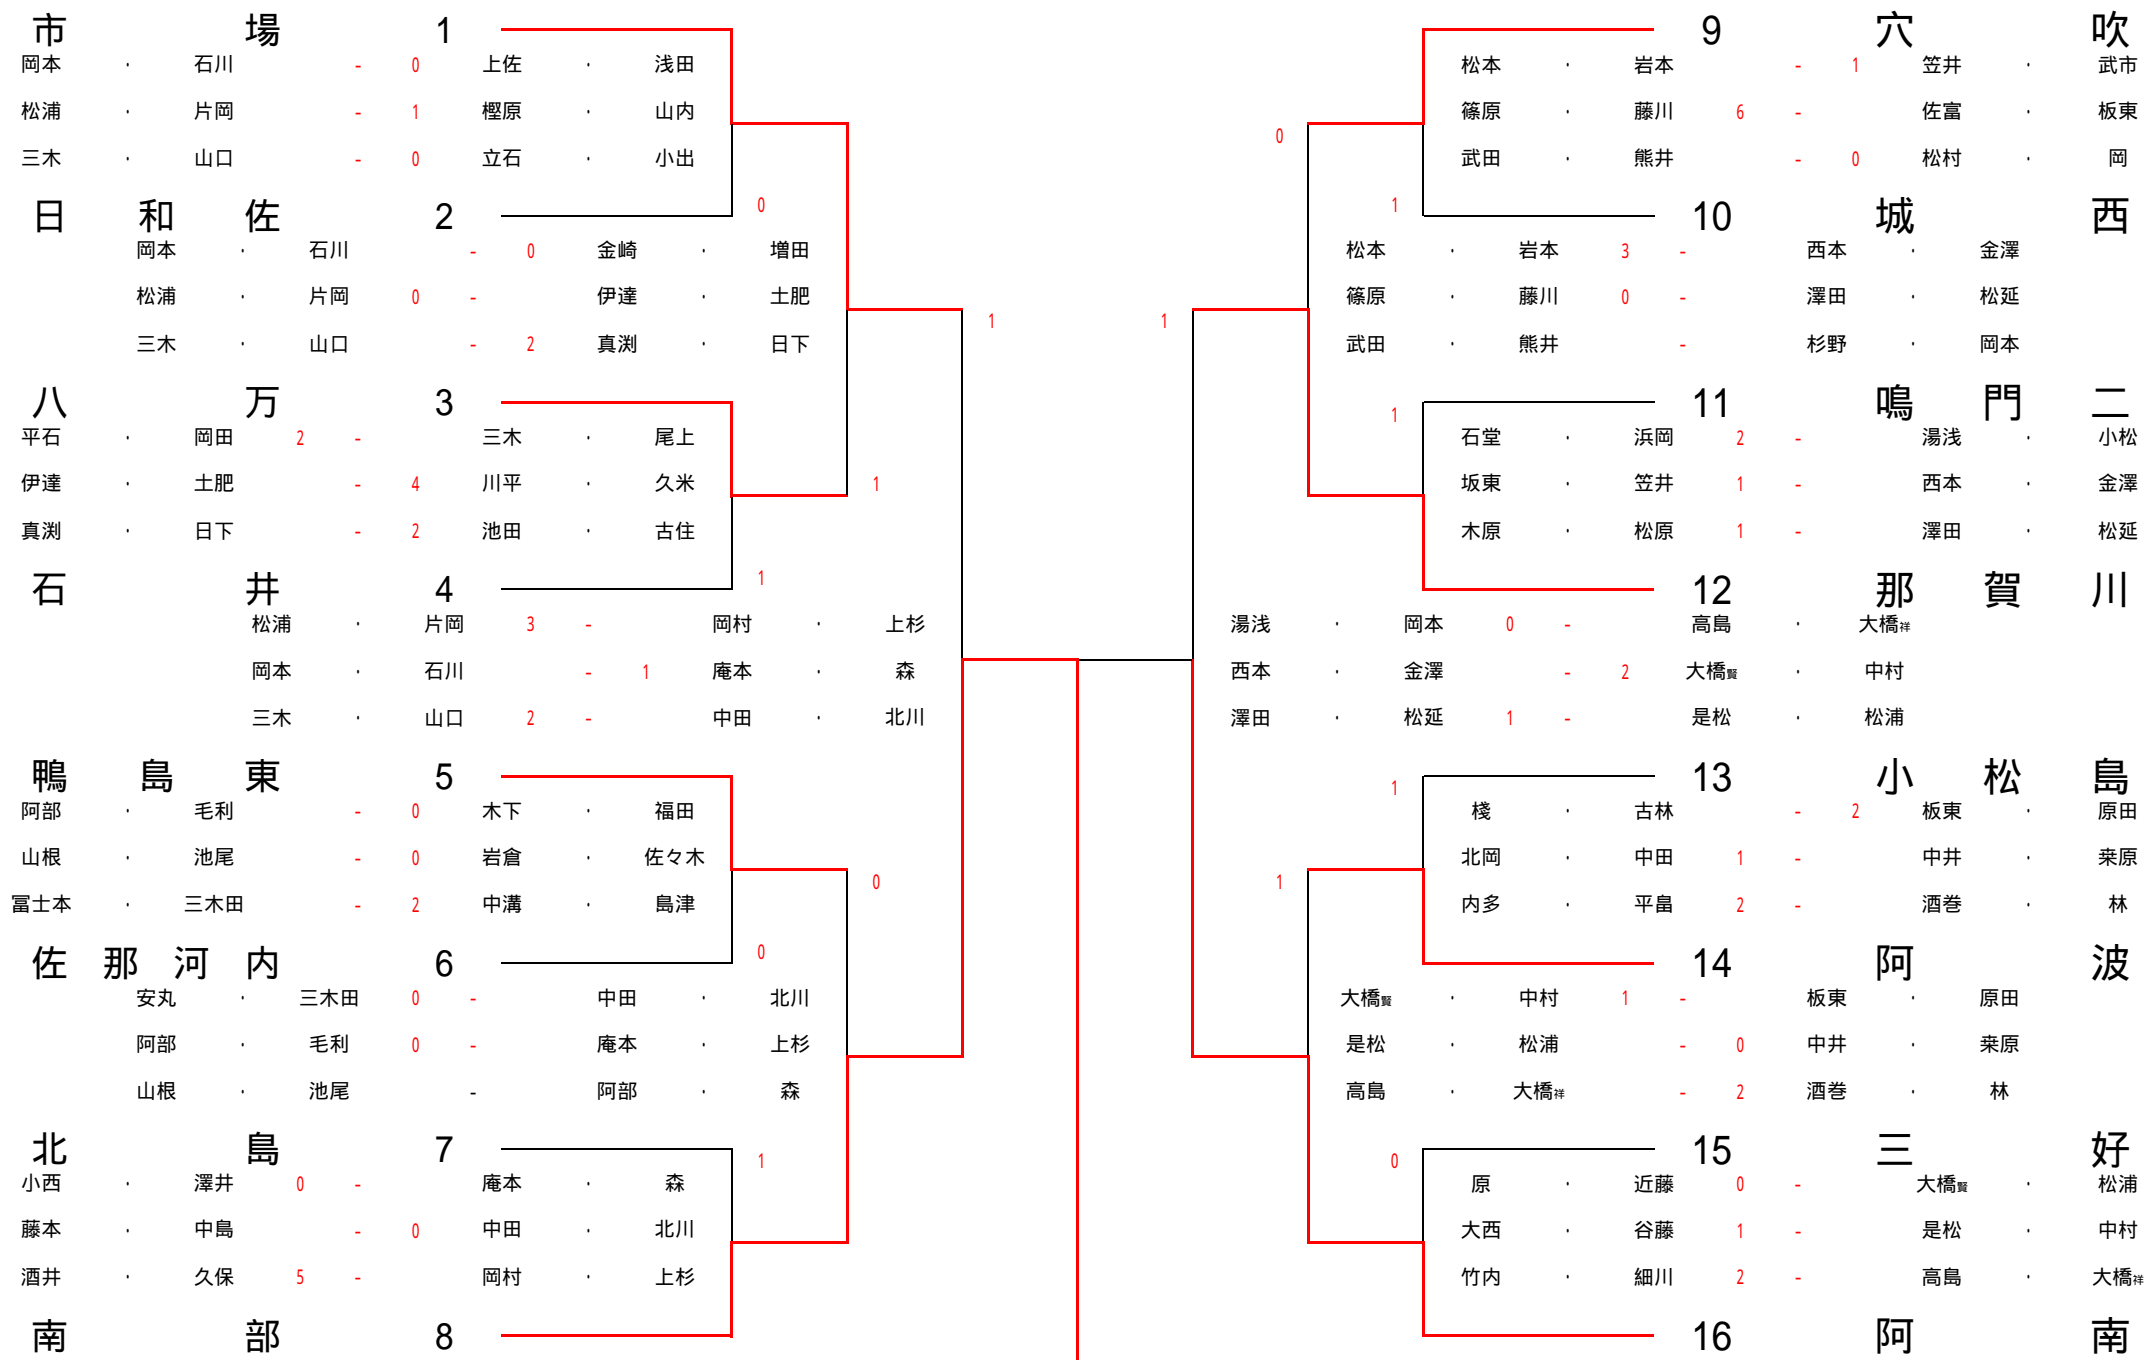 市場 1 9 穴吹
岡本 ・ 石川 - 0 上佐 ・ 浅田 松本 ・ 岩本 - 1 笠井 ・ 武市
松浦 ・ 片岡 - 1 樫原 ・ 山内 篠原 ・ 藤川 6 - 佐富 ・ 板東
0
三木 ・ 山口 - 0 立石 ・ 小出 武田 ・ 熊井 - 0 松村 ・ 岡
0 1
日和佐 2 10 城西
岡本 ・ 石川 - 0 金崎 ・ 増田 松本 ・ 岩本 3 - 西本 ・ 金澤
松浦 ・ 片岡 0 - 伊達 ・ 土肥 篠原 ・ 藤川 0 - 澤田 ・ 松延
1 1
三木 ・ 山口 - 2 真渕 ・ 日下 武田 ・ 熊井 - 杉野 ・ 岡本
八万 3 11 鳴門二
1
平石 ・ 岡田 2 - 三木 ・ 尾上 石堂 ・ 浜岡 2 - 湯浅 ・ 小松
伊達 ・ 土肥 - 4 川平 ・ 久米 1 坂東 ・ 笠井 1 - 西本 ・ 金澤
真渕 ・ 日下 - 2 池田 ・ 古住 木原 ・ 松原 1 - 澤田 ・ 松延
1
石井 4 12 那賀川
松浦 ・ 片岡 3 - 岡村 ・ 上杉 湯浅 ・ 岡本 0 - 高島 ・ 大橋祥
岡本 ・ 石川 - 1 庵本 ・ 森 西本 ・ 金澤 - 2 大橋賢 ・ 中村
三木 ・ 山口 2 - 中田 ・ 北川 澤田 ・ 松延 1 - 是松 ・ 松浦
鴨島東 5 13 小松島
1
阿部 ・ 毛利 - 0 木下 ・ 福田 棧 ・ 古林 - 2 板東 ・ 原田
山根 ・ 池尾 - 0 岩倉 ・ 佐々木 北岡 ・ 中田 1 - 中井 ・ 桒原
0 1
冨士本 ・ 三木田 - 2 中溝 ・ 島津 内多 ・ 平畠 2 - 酒巻 ・ 林
0
佐那河内 6 14 阿波
安丸 ・ 三木田 0 - 中田 ・ 北川 大橋賢 ・ 中村 1 - 板東 ・ 原田
阿部 ・ 毛利 0 - 庵本 ・ 上杉 是松 ・ 松浦 - 0 中井 ・ 桒原
山根 ・ 池尾 - 阿部 ・ 森 高島 ・ 大橋祥 - 2 酒巻 ・ 林
北島 7 15 三好
1 0
小西 ・ 澤井 0 - 庵本 ・ 森 原 ・ 近藤 0 - 大橋賢 ・ 松浦
藤本 ・ 中島 - 0 中田 ・ 北川 大西 ・ 谷藤 1 - 是松 ・ 中村
酒井 ・ 久保 5 - 岡村 ・ 上杉 竹内 ・ 細川 2 - 高島 ・ 大橋祥
南部 8 16 阿南